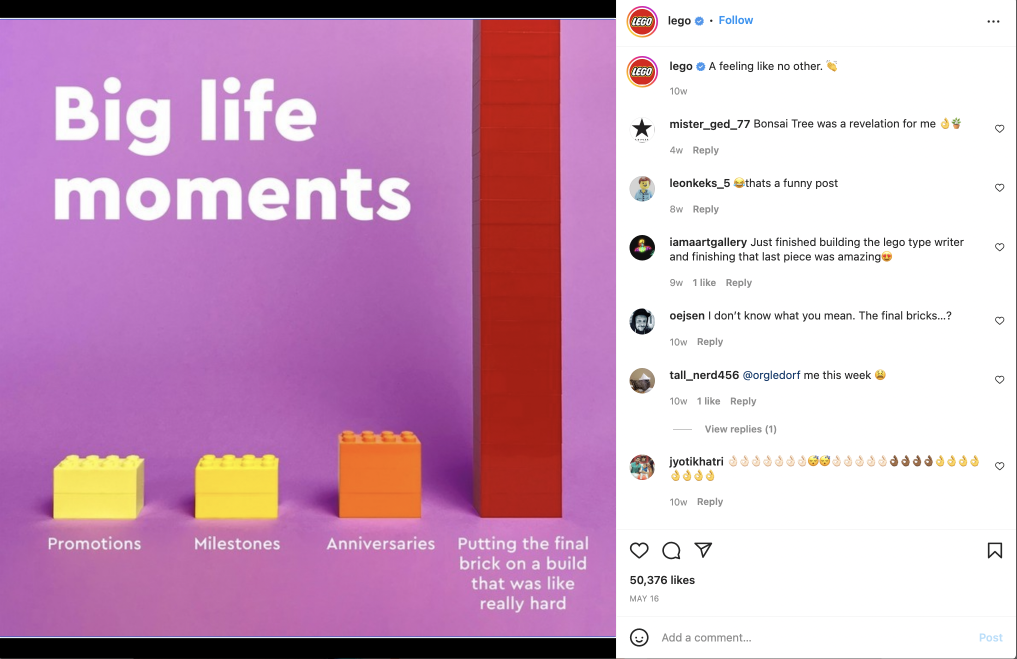 Big life
moments
Promotions
Milestones
Anniversaries
Putting the final
brick on a build
that was like
really hard
LEGO
lego • Follow
LEGO
lego A feeling like no other. 👏
10w
mister_ged_77 Bonsai Tree was a revelation for me 👌🪴
4w Reply
leonkeks_5 😂thats a funny post
8w Reply
iamaartgallery Just finished building the lego type writer
and finishing that last piece was amazing😍
9w 1 like Reply
oejsen I don't know what you mean. The final bricks...?
10w Reply
tall_nerd456 @orgledorf me this week 😩
10w 1 like Reply
View replies (1)
jyotikhatri 👌🏻👌🏻👌🏻👌🏻👌🏻👌🏻👌🏻😴😴👌🏻👌🏻👌🏻👌🏻👌🏻👌🏾👌🏾👌🏾👌🏾👌👌👌👌
👌👌👌👌
10w Reply
50,376 likes
MAY 16
Add a comment...
Post